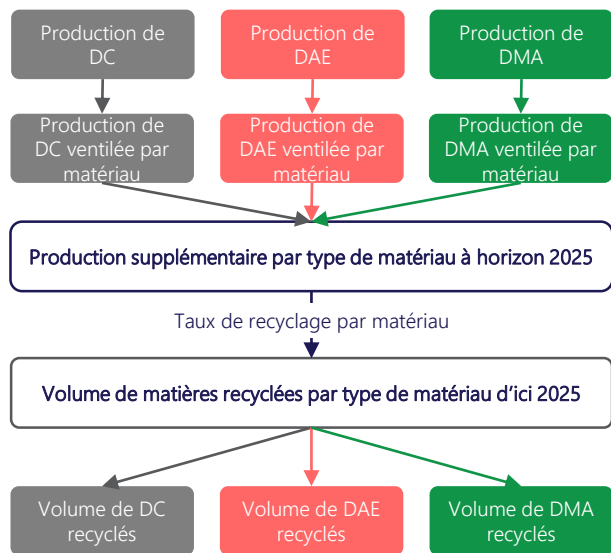 Production de
DC
Production de
DAE
Production de
DMA
Production de
DC ventilée par
matériau
Production de
DAE ventilée par
matériau
Production de
DMA ventilée par
matériau
Production supplémentaire par type de matériau à horizon 2025
Taux de recyclage par matériau
Volume de matières recyclées par type de matériau d’ici 2025
Volume de DC
recyclés
Volume de DAE
recyclés
Volume de DMA
recyclés